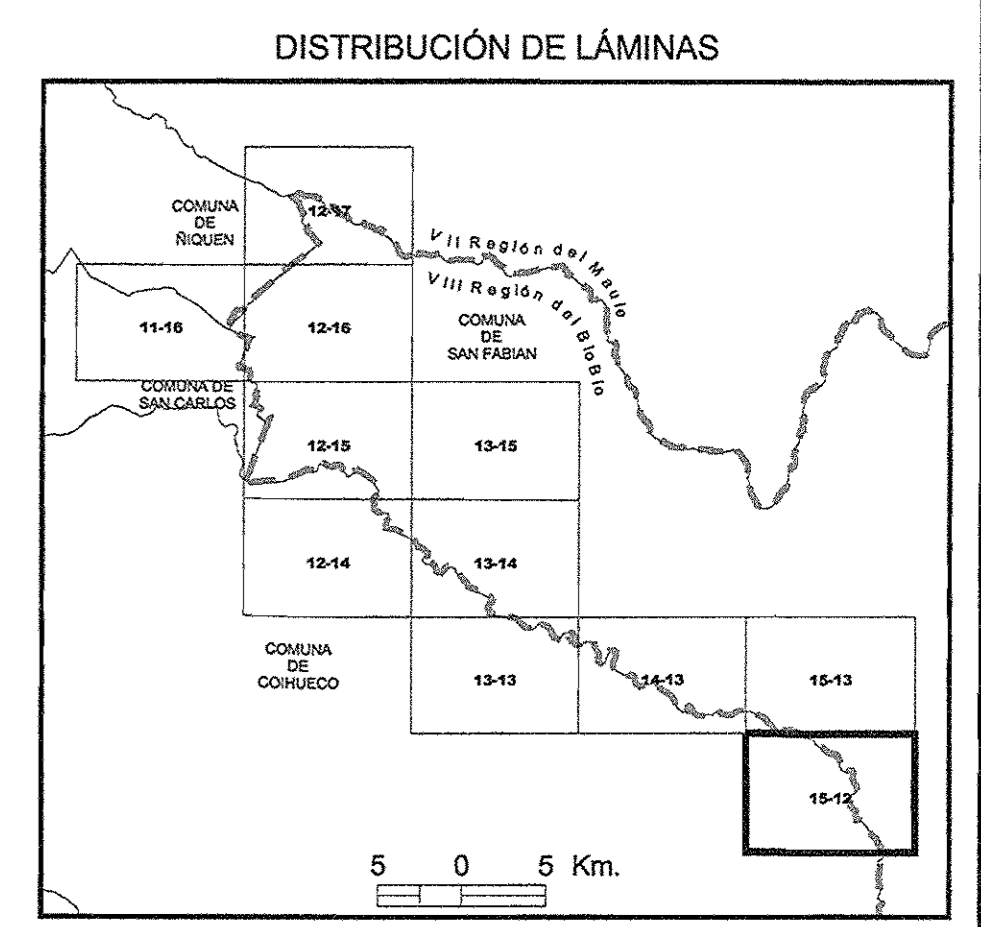 DISTRIBUCIÓN DE LÁMINAS
COMUNA
DE
ÑIQUEN
12-17
VII Región del Maule
VIII Región del BioBio
11-16
12-16
COMUNA
DE
SAN FABIAN
COMUNA DE
SAN CARLOS
12-15
13-15
12-14
13-14
COMUNA
DE
COIHUECO
13-13
14-13
15-13
15-12
5 0 5 Km.